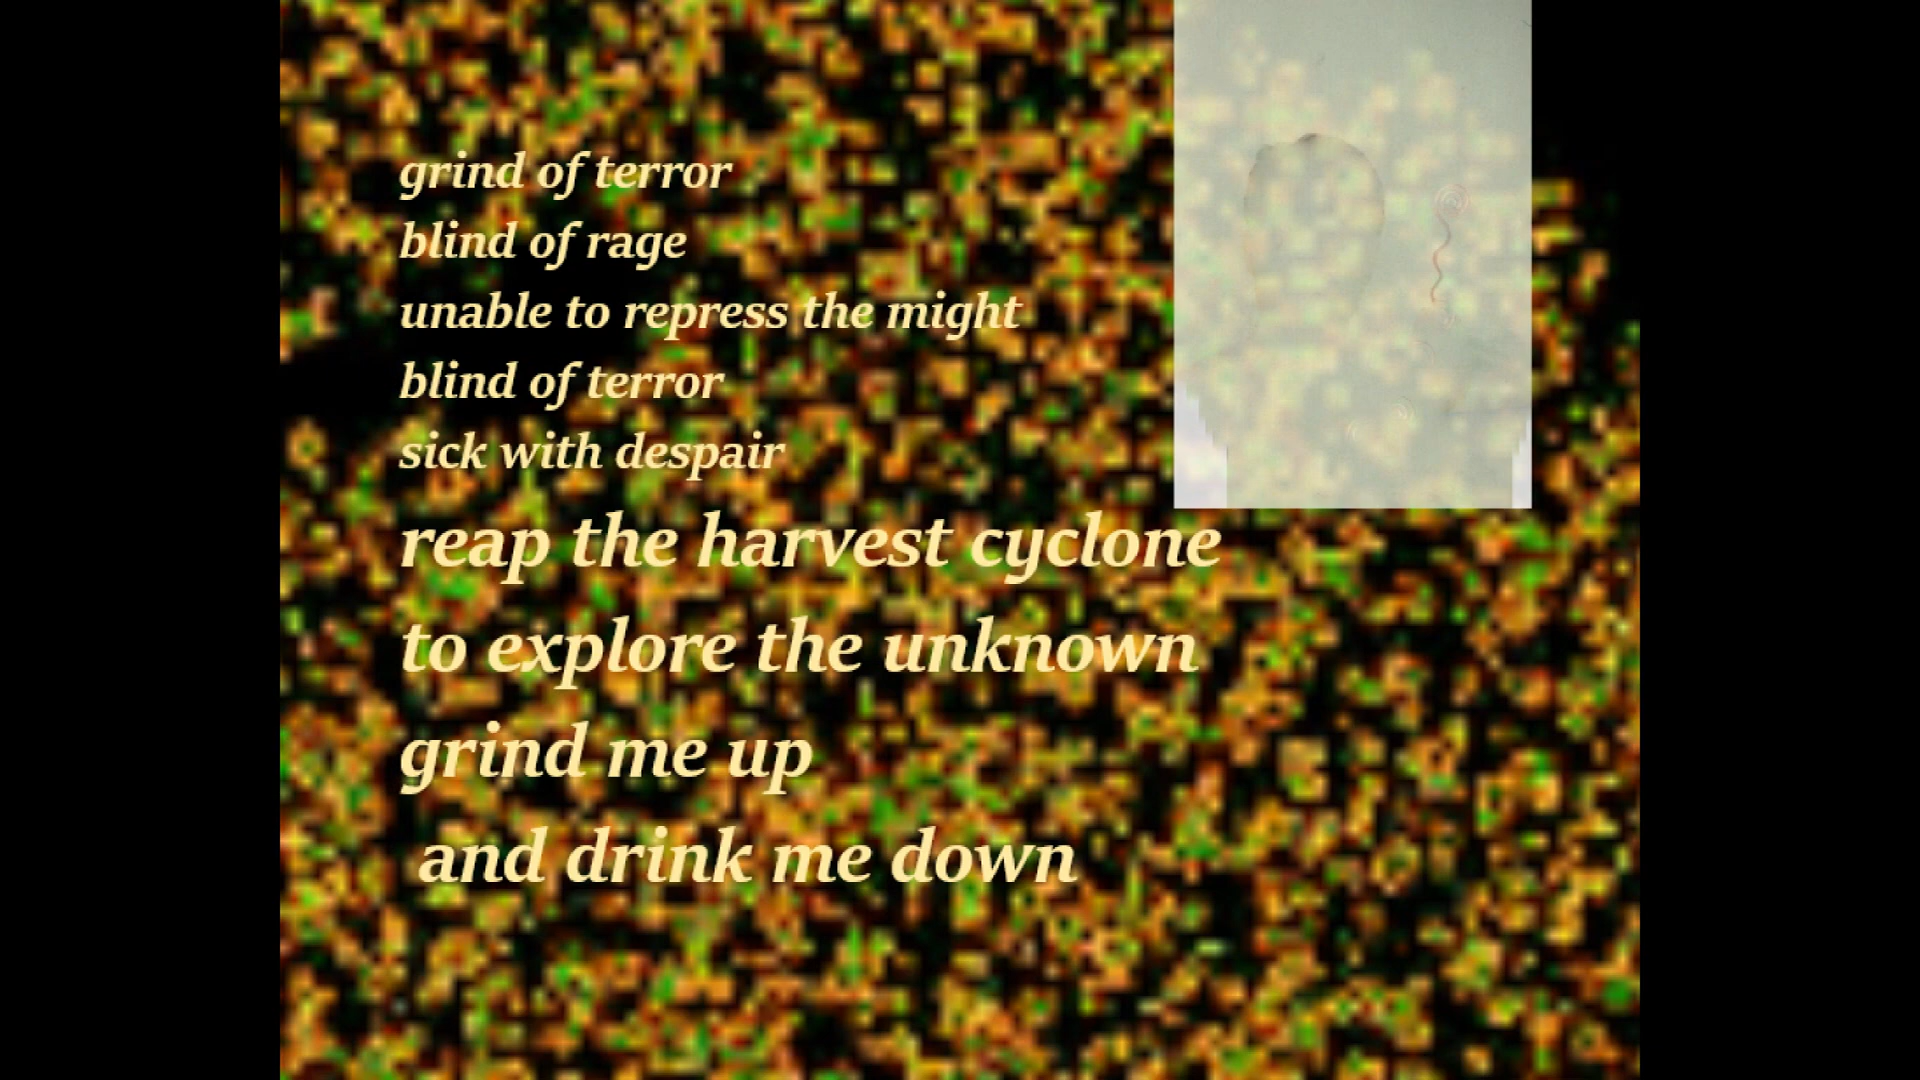 grind of terror
blind of rage
unable to repress the might
blind of terror
sick with despair
reap the harvest cyclone
to explore the unknown
grind me up
and drink me down